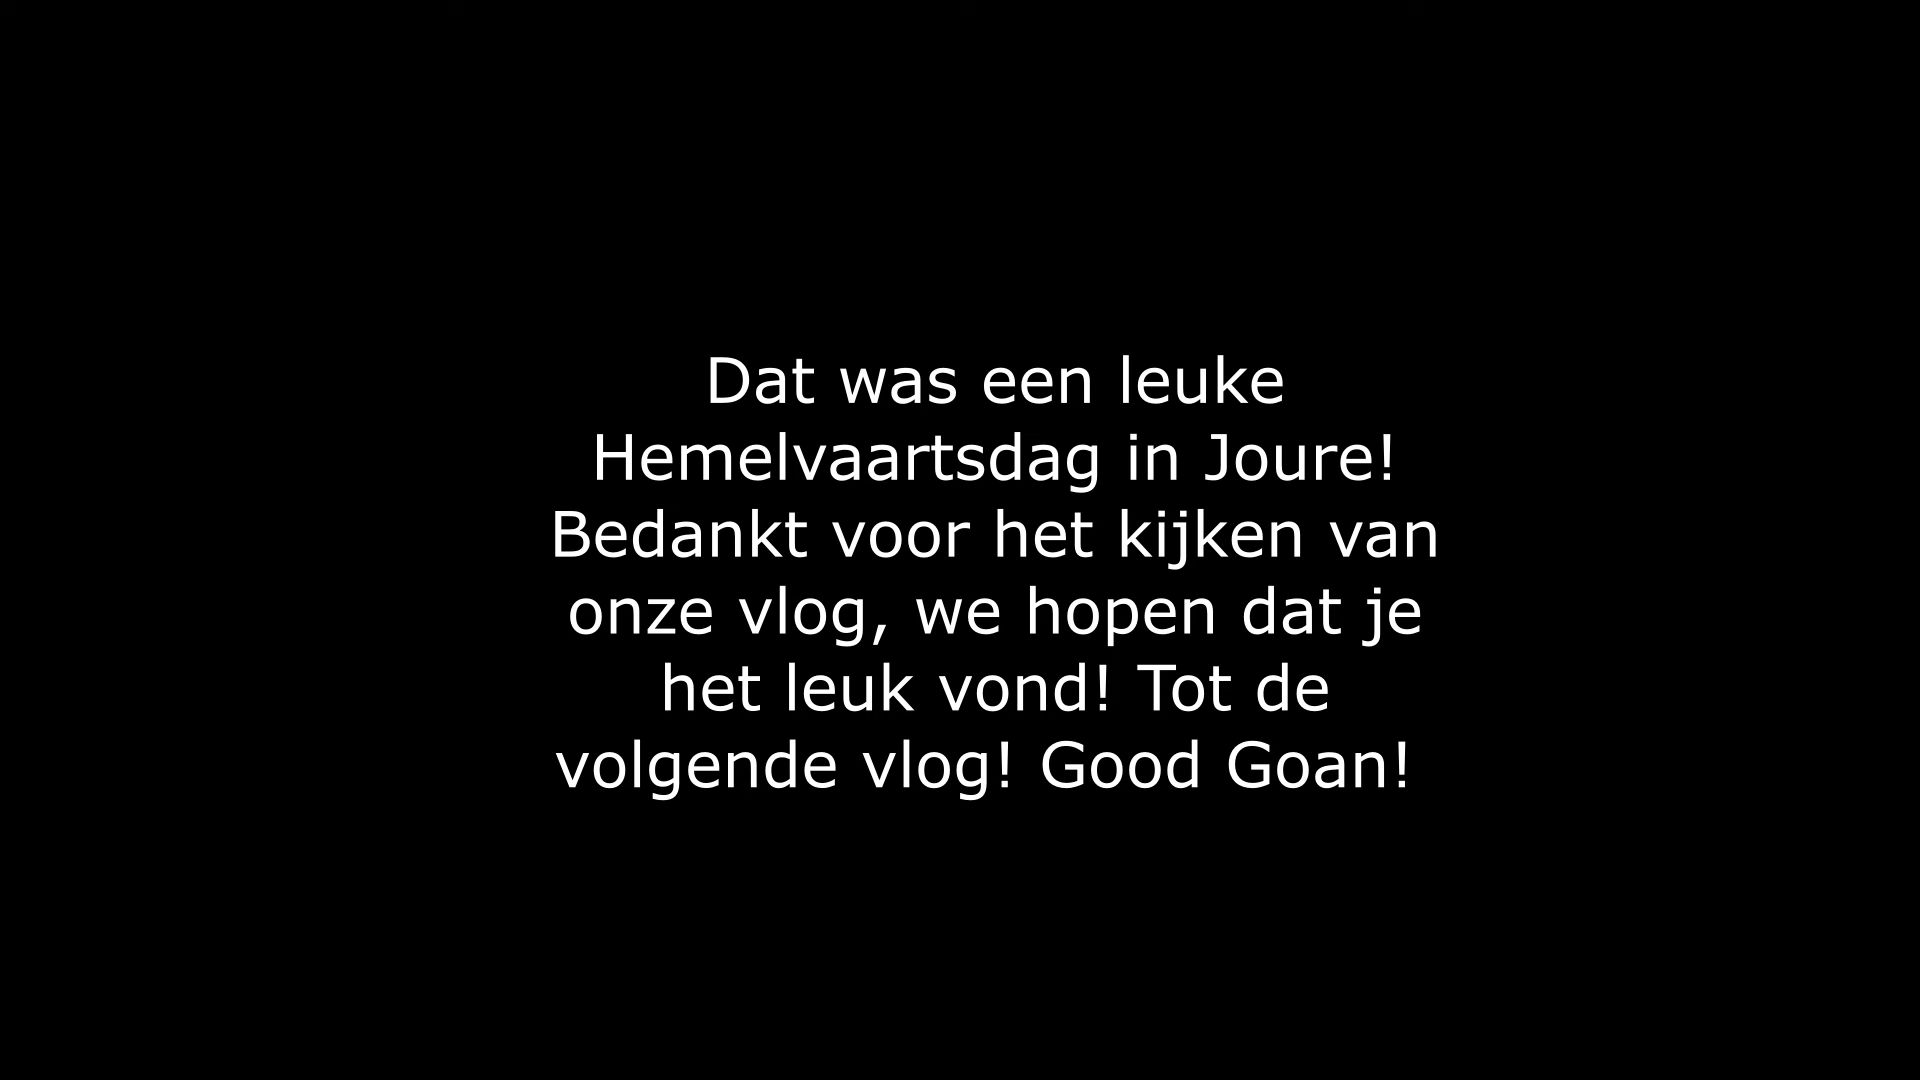 Dat was een leuke
Hemelvaartsdag in Joure!
Bedankt voor het kijken van
onze vlog, we hopen dat je
het leuk vond! Tot de
volgende vlog! Good Goan!